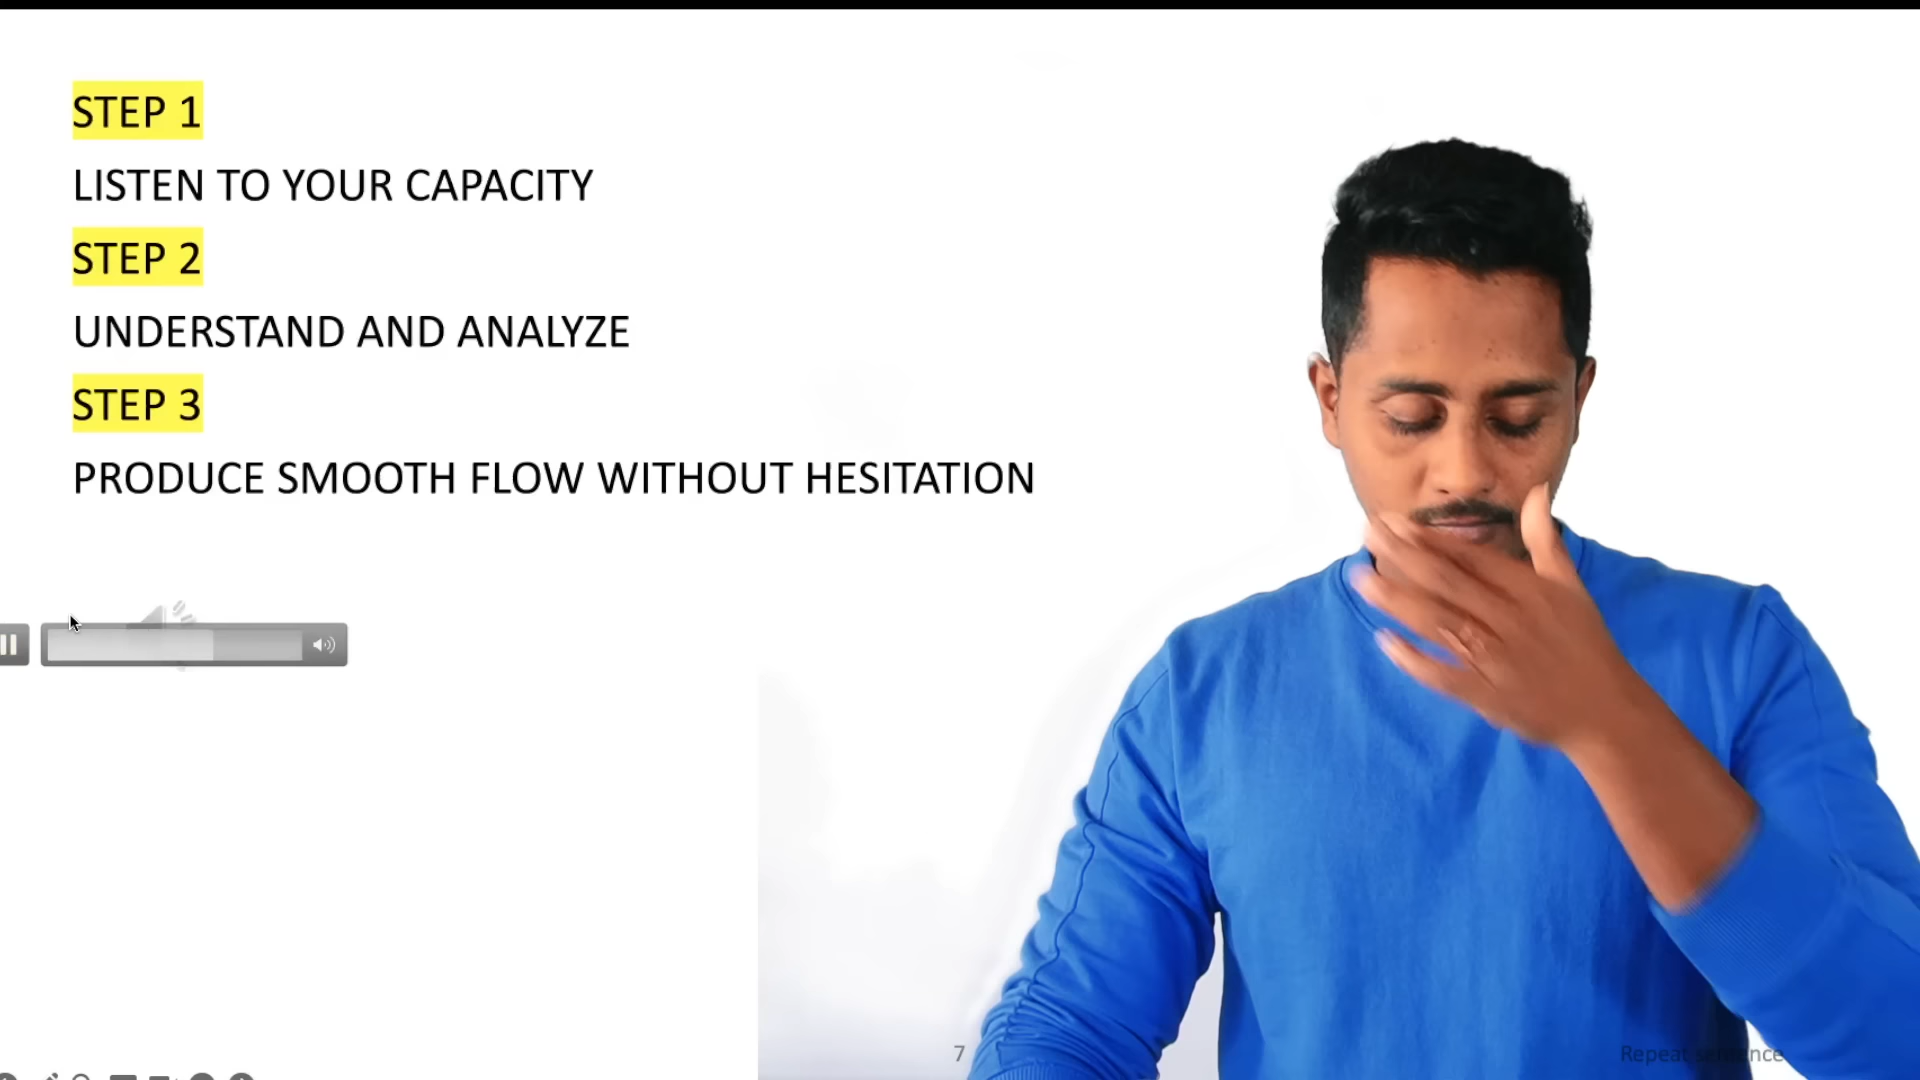 STEP 1
LISTEN TO YOUR CAPACITY
STEP 2
UNDERSTAND AND ANALYZE
STEP 3
PRODUCE SMOOTH FLOW WITHOUT HESITATION
7
Repeat sentence